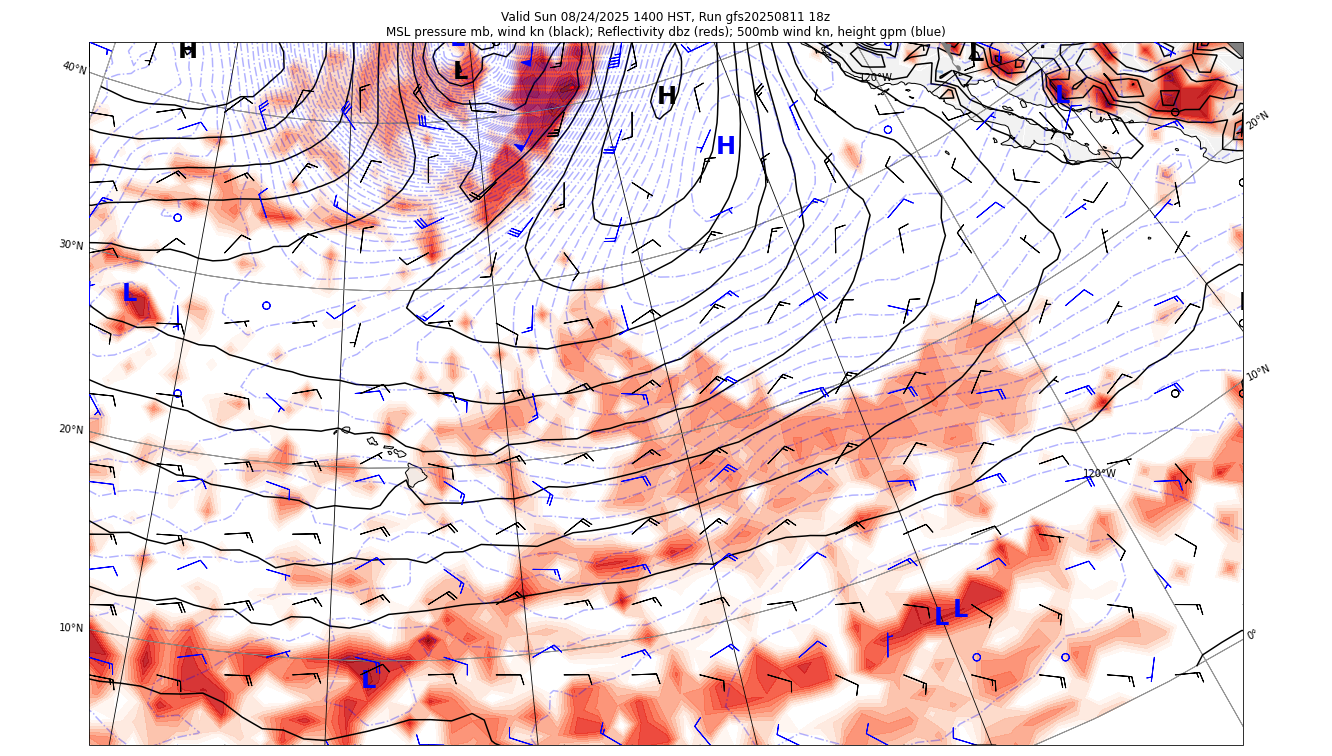 Valid Sun 08/24/2025 1400 HST, Run gfs20250811 18z
MSL pressure mb, wind kn (black); Reflectivity dbz (reds); 500mb wind kn, height gpm (blue)
H
L
L
40°N
L
120°W
H
L
20°N
H
30°N
L
10°N
20°N
120°W
L
L
10°N
0°
L